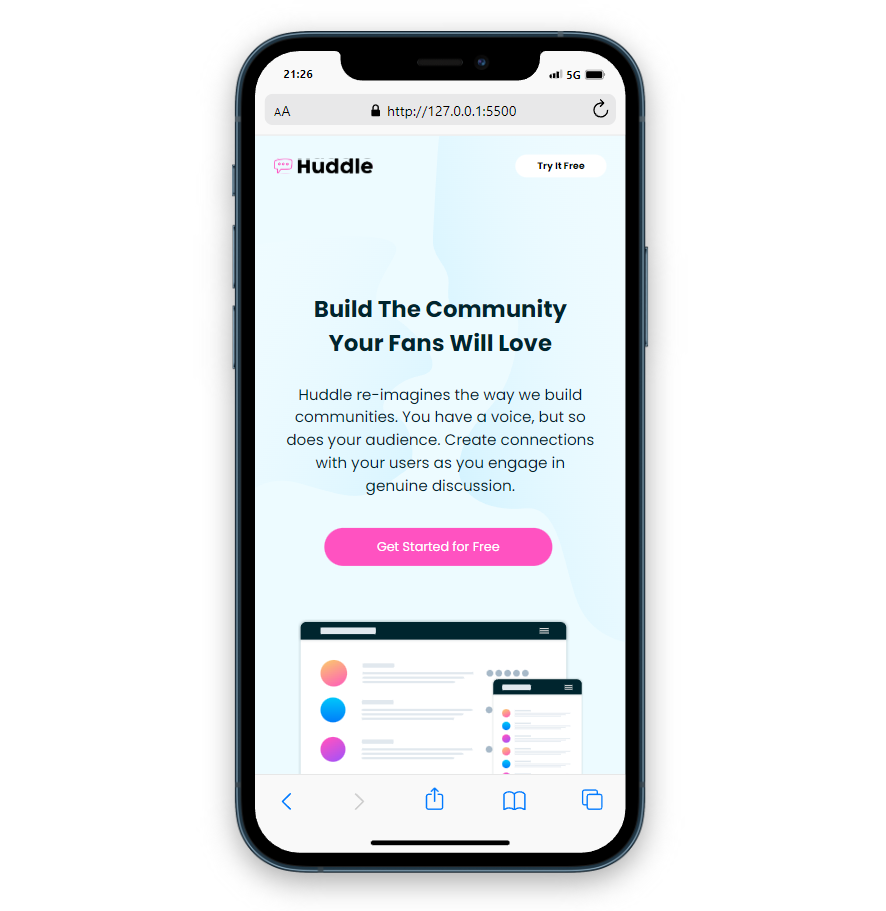 21:26
5G
AA
http://127.0.0.1:5500
Huddle
Try It Free
Build The Community
Your Fans Will Love
Huddle re-imagines the way we build
communities. You have a voice, but so
does your audience. Create connections
with your users as you engage in
genuine discussion.
Get Started for Free